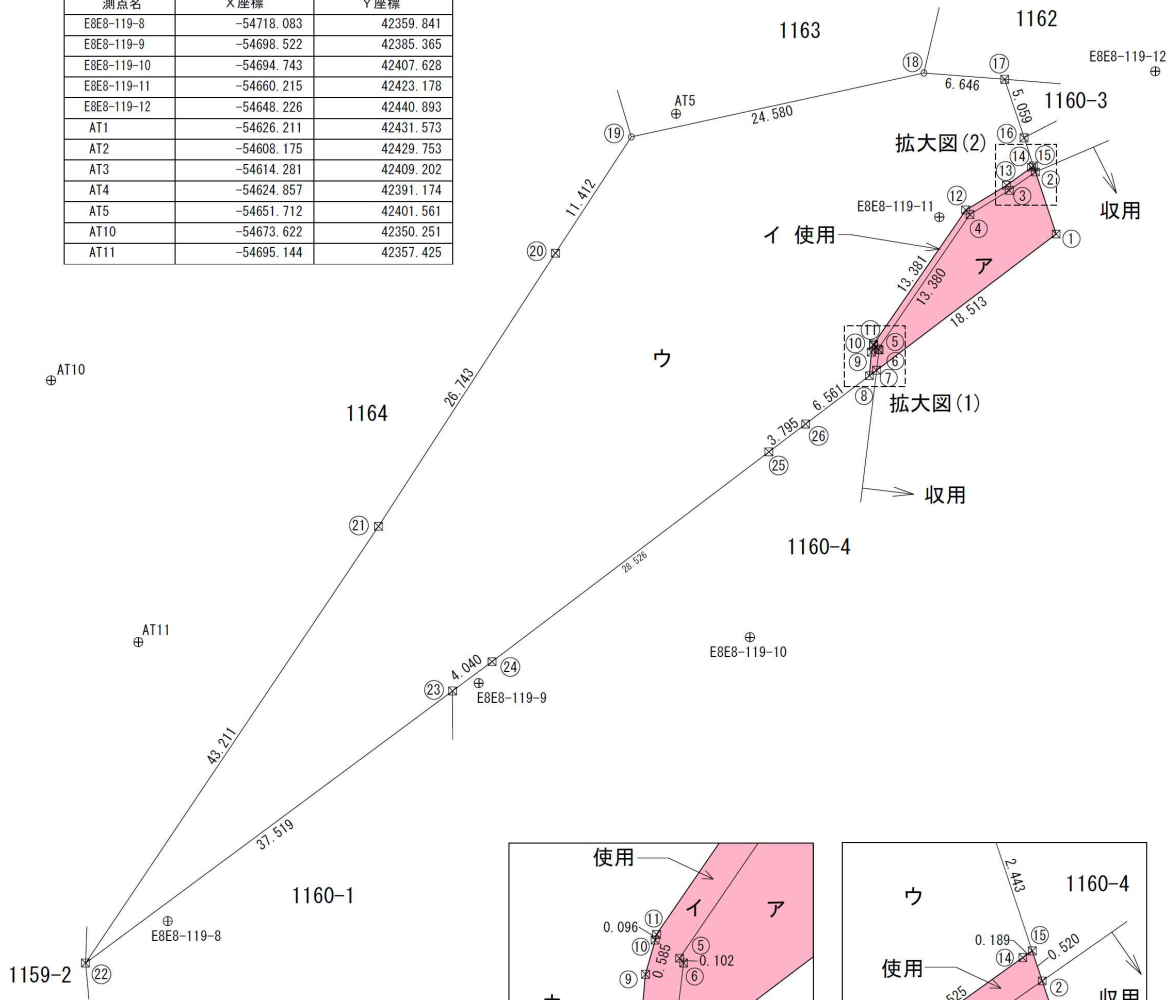 測点名 X座標 Y座標
E8E8-119-8 -54718.083 42359.841
E8E8-119-9 -54698.522 42385.365
E8E8-119-10 -54694.743 42407.628
E8E8-119-11 -54660.215 42423.178
E8E8-119-12 -54648.226 42440.893
AT1 -54626.211 42431.573
AT2 -54608.175 42429.753
AT3 -54614.281 42409.202
AT4 -54624.857 42391.174
AT5 -54651.712 42401.561
AT10 -54673.622 42350.251
AT11 -54695.144 42357.425
1163
1162
E8E8-119-12
⑱
⑰
6.646
5.059
1160-3
AT5
24.580
⑲
⑯
拡大図(2)
⑭
⑮
②
⑬
③
収用
⑫
④
E8E8-119-11
イ 使用
①
ア
11.412
⑳
13.381
13.380
18.513
⑪
⑩
⑤
⑨
⑥
⑦
⑧
拡大図(1)
ウ
AT10
26.743
1164
6.561
3.795
㉖
㉕
収用
㉑
1160-4
28.526
AT11
E8E8-119-10
4.040
㉔
㉓
E8E8-119-9
43.211
37.519
1160-1
E8E8-119-8
1159-2
㉒
使用
イ
ア
⑪
0.096
⑩
0.585
⑤
0.102
⑥
⑨
2.443
ウ
1160-4
0.189
⑮
⑭
0.520
使用
②
収用